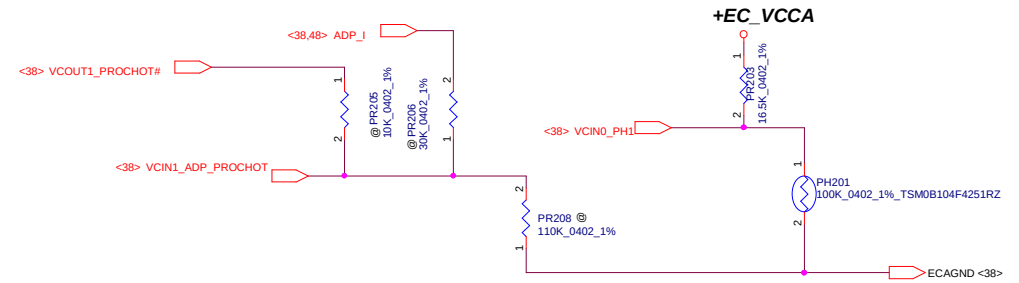 +EC_VCCA
<38,48> ADP_I
<38> VCOUT1_PROCHOT#
1
2
@ PR205
10K_0402_1%
2
1
@ PR206
30K_0402_1%
1
2
PR203
16.5K_0402_1%
<38> VCIN0_PH1
<38> VCIN1_ADP_PROCHOT
1
2
PH201
100K_0402_1%_TSM0B104F4251RZ
2
1
PR208 @
110K_0402_1%
ECAGND <38>